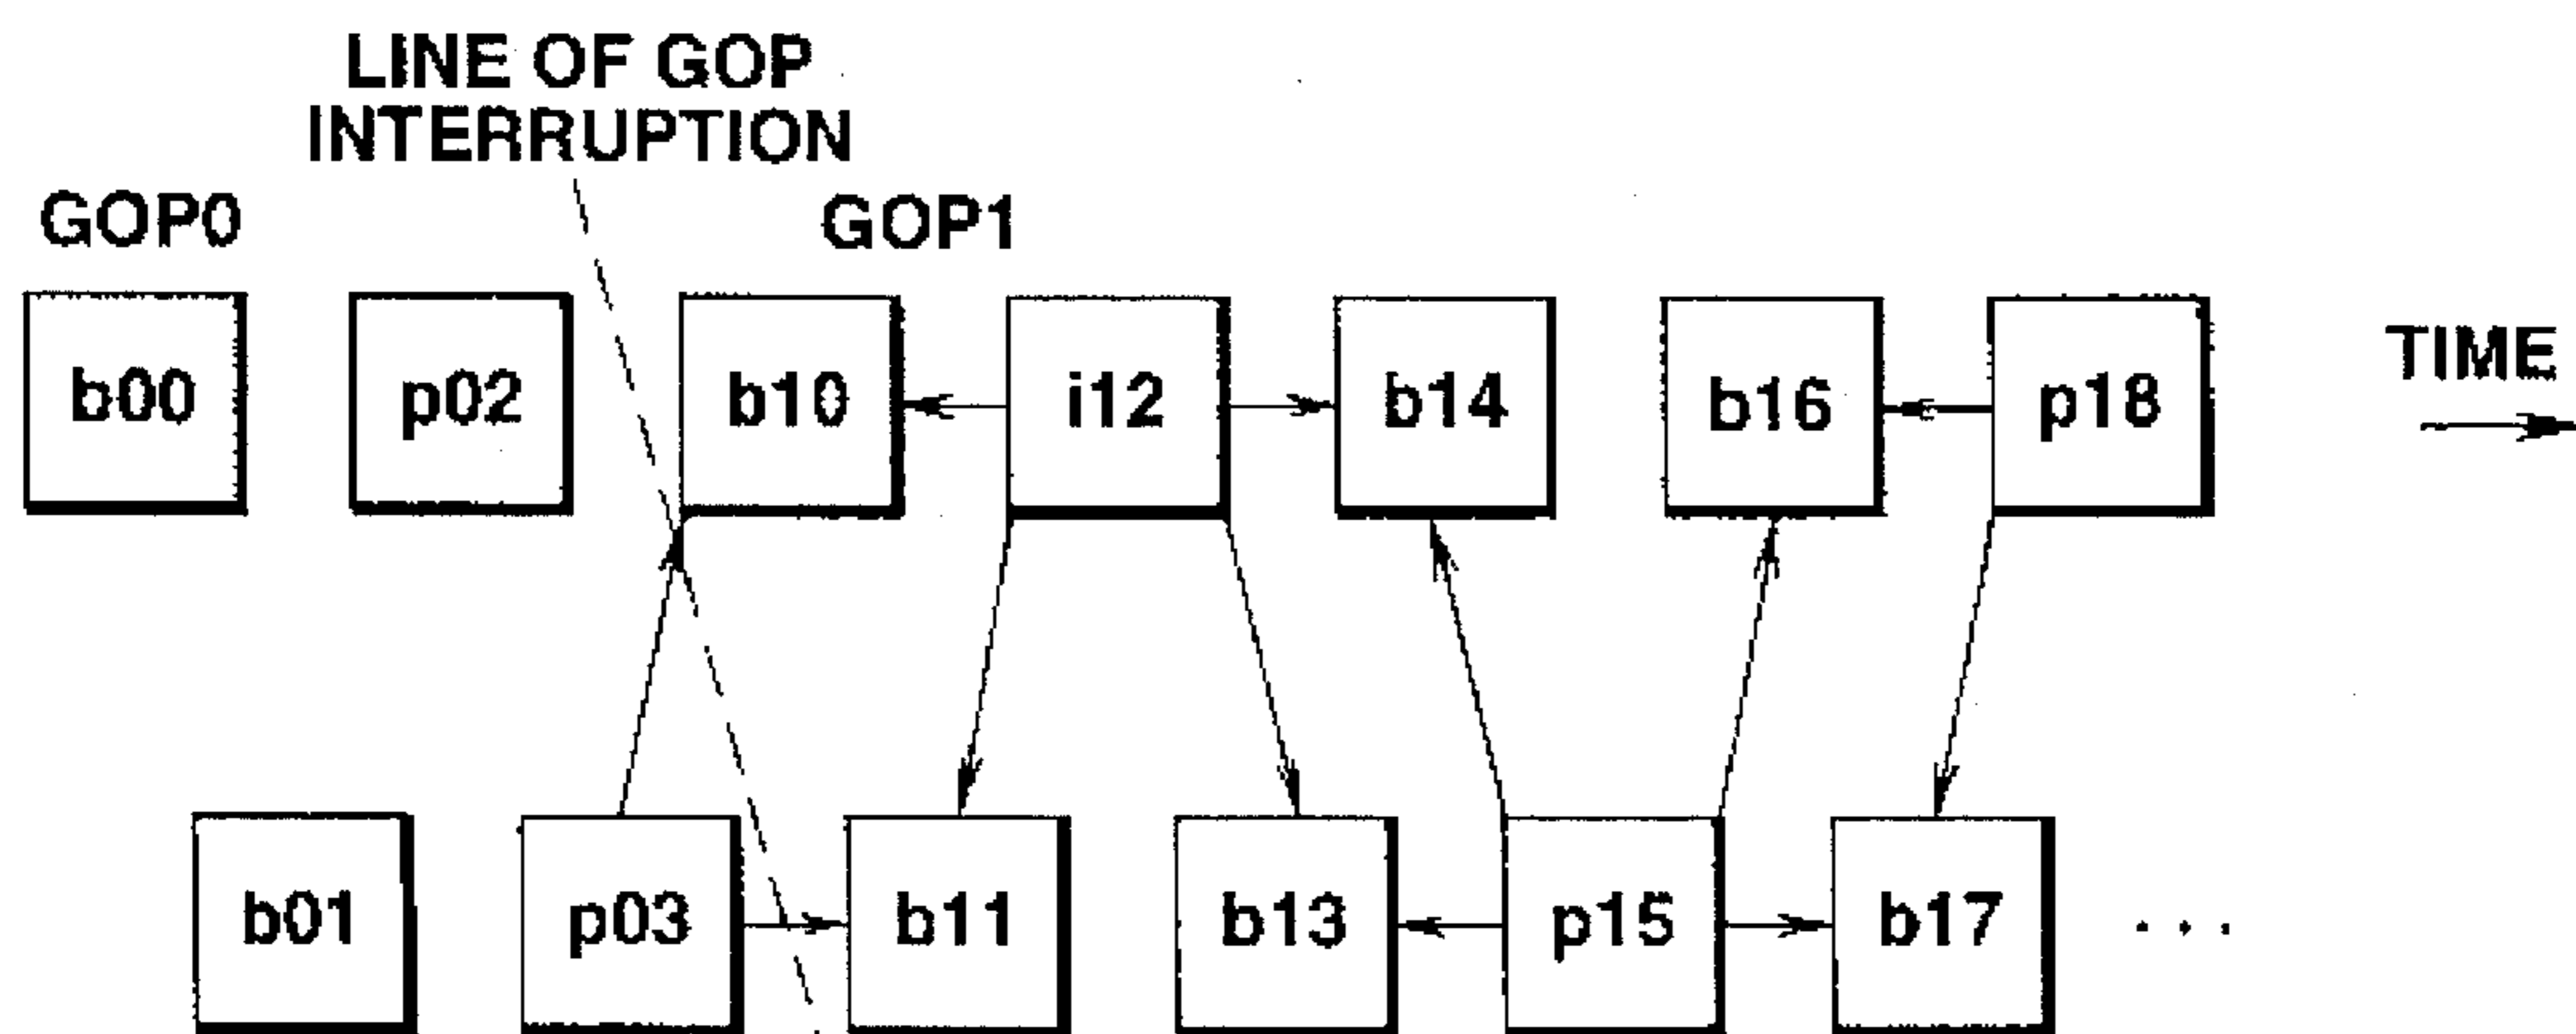 LINE OF GOP
INTERRUPTION
GOP0
GOP1
b00
p02
b10
i12
b14
b16
p18
TIME
b01
p03
b11
b13
p15
b17
...